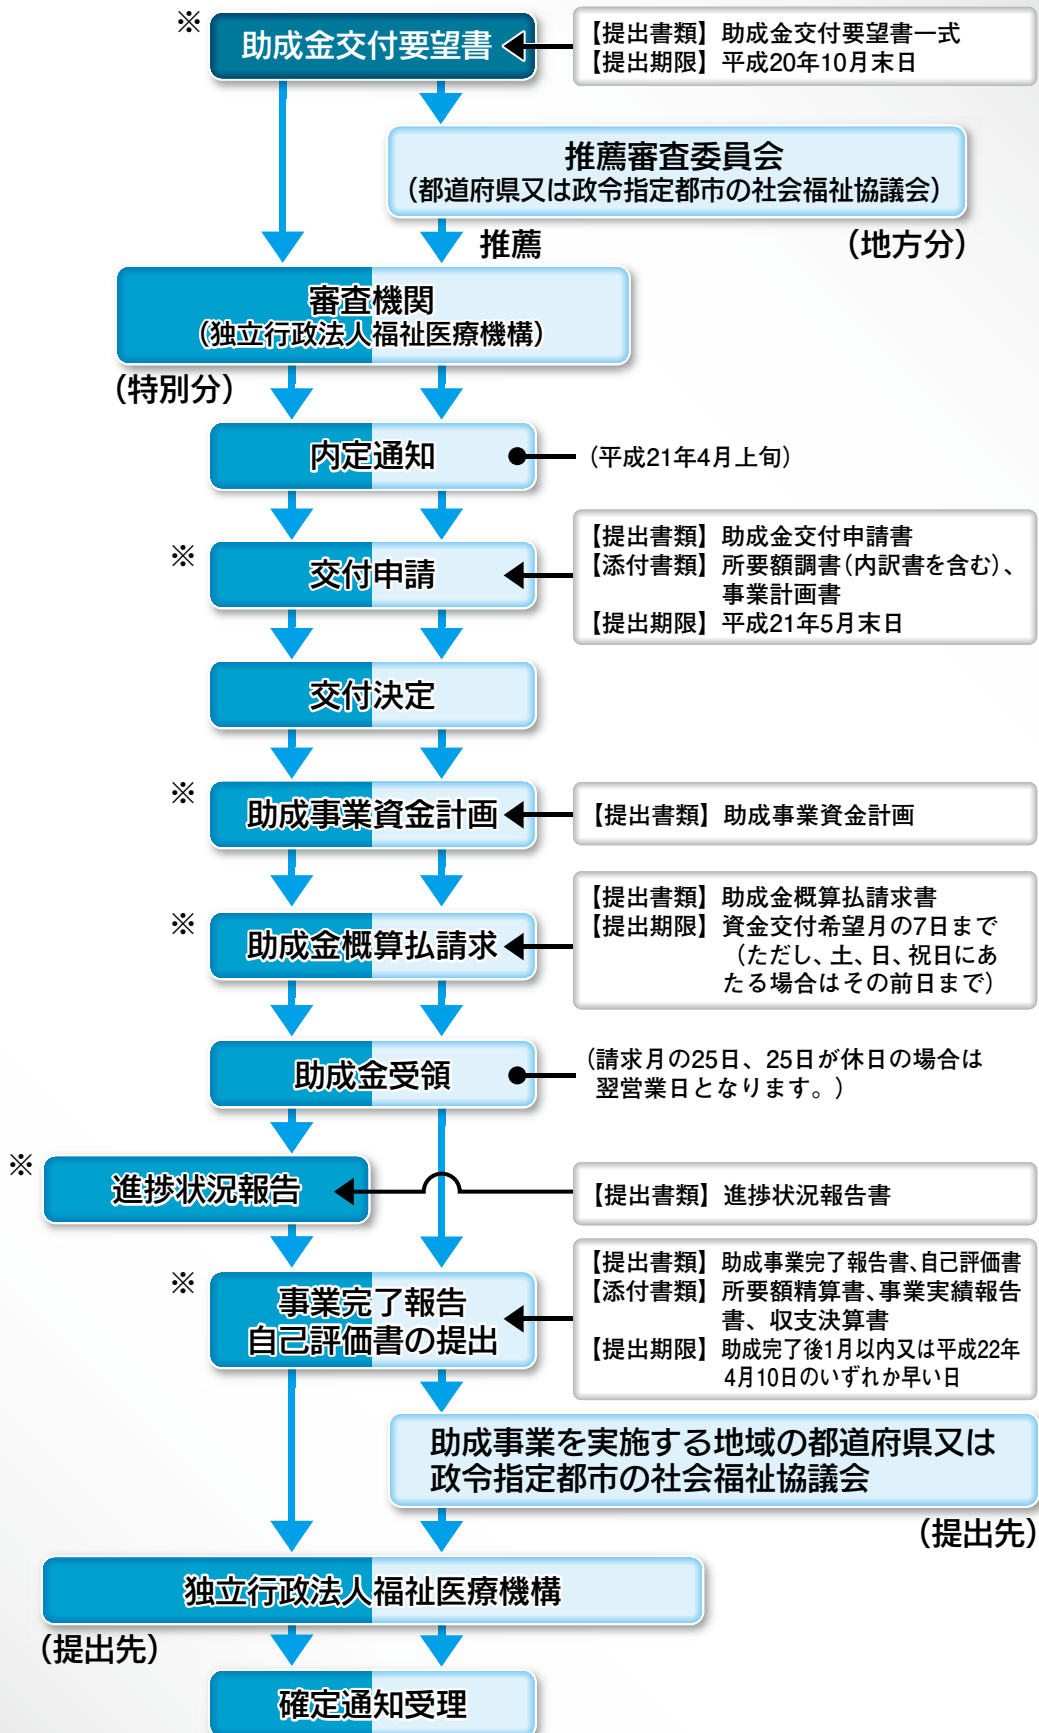 ※
助成金交付要望書
【提出書類】助成金交付要望書一式
【提出期限】平成20年10月末日
推薦審査委員会
（都道府県又は政令指定都市の社会福祉協議会）
推薦
（地方分）
審査機関
（独立行政法人福祉医療機構）
（特別分）
内定通知
（平成21年4月上旬）
※
交付申請
【提出書類】助成金交付申請書
【添付書類】所要額調書（内訳書を含む）、
事業計画書
【提出期限】平成21年5月末日
交付決定
※
助成事業資金計画
【提出書類】助成事業資金計画
※
助成金概算払請求
【提出書類】助成金概算払請求書
【提出期限】資金交付希望月の7日まで
（ただし、土、日、祝日にあ
たる場合はその前日まで）
助成金受領
（請求月の25日、25日が休日の場合は
翌営業日となります。）
※
進捗状況報告
【提出書類】進捗状況報告書
※
事業完了報告
自己評価書の提出
【提出書類】助成事業完了報告書、自己評価書
【添付書類】所要額精算書、事業実績報告
書、収支決算書
【提出期限】助成完了後1月以内又は平成22年
4月10日のいずれか早い日
助成事業を実施する地域の都道府県又は
政令指定都市の社会福祉協議会
（提出先）
独立行政法人福祉医療機構
（提出先）
確定通知受理